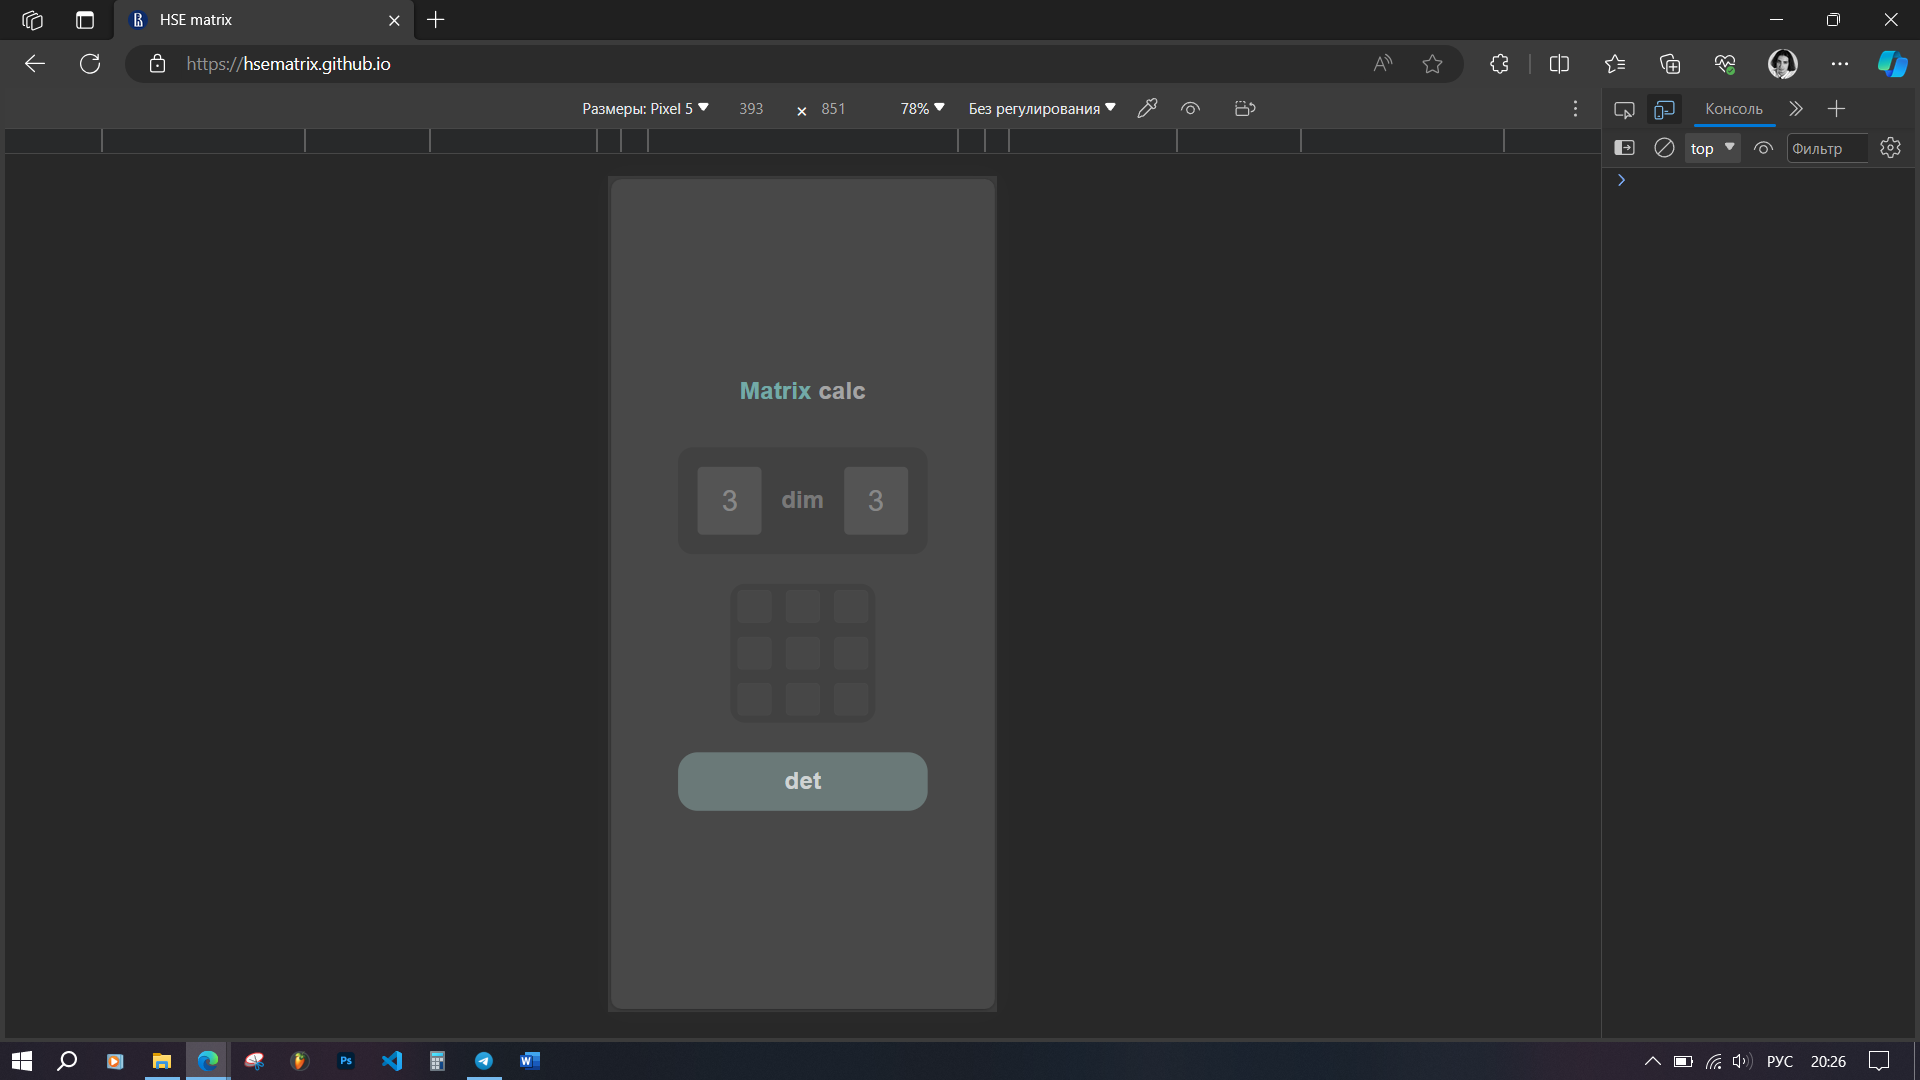 HSE matrix
https://hsematrix.github.io
Размеры: Pixel 5 393 × 851 78% Без регулирования
Консоль
top Фильтр
Matrix calc
3 dim 3
det
РУС 20:26